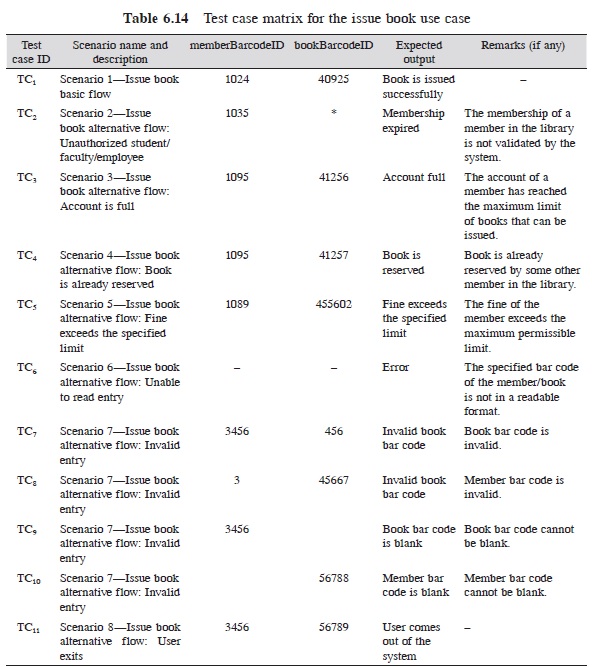 Table 6.14 Test case matrix for the issue book use case
Test case ID Scenario name and description memberBarcodeID bookBarcodeID Expected output Remarks (if any)
TC1 Scenario 1—Issue book 1024 40925 Book is issued –
basic flow successfully
TC2 Scenario 2—Issue 1035 * Membership The membership of a
book alternative flow: expired member in the library
Unauthorized student/ is not validated by the
faculty/employee system.
TC3 Scenario 3—Issue 1095 41256 Account full The account of a
book alternative flow: member has reached
Account is full the maximum limit
of books that can be
issued.
TC4 Scenario 4—Issue book 1095 41257 Book is Book is already
alternative flow: Book reserved reserved by some other
is already reserved member in the library.
TC5 Scenario 5—Issue book 1089 455602 Fine exceeds The fine of the
alternative flow: Fine the specified member exceeds the
exceeds the specified limit maximum permissible
limit limit.
TC6 Scenario 6—Issue book – – Error The specified bar code
alternative flow: Unable of the member/book
to read entry is not in a readable
format.
TC7 Scenario 7—Issue book 3456 456 Invalid book Book bar code is
alternative flow: Invalid bar code invalid.
entry
TC8 Scenario 7—Issue book 3 45667 Invalid book Member bar code is
alternative flow: Invalid bar code invalid.
entry
TC9 Scenario 7—Issue book 3456 Book bar code Book bar code cannot
alternative flow: Invalid is blank be blank.
entry
TC10 Scenario 7—Issue book 56788 Member bar Member bar code
alternative flow: Invalid code is blank cannot be blank.
entry
TC11 Scenario 8—Issue book 3456 56789 User comes –
alternative flow: User out of the
exits system